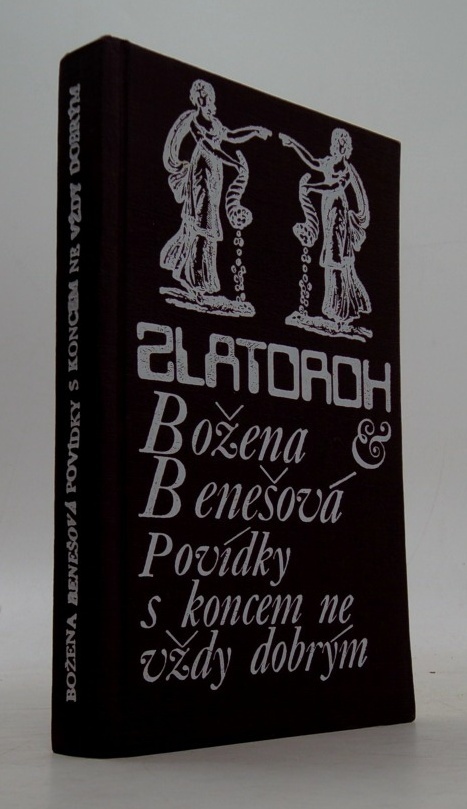 BOŽENA BENEŠOVÁ POVÍDKY S KONCEM NE VŽDY DOBRÝM
ZLATOROH
Božena &
Benešová
Povídky
s koncem ne
vždy dobrým